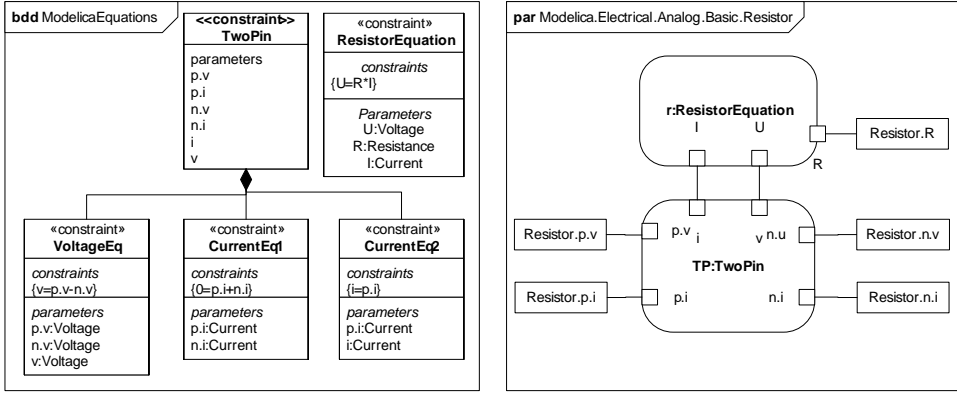 bdd ModelicaEquations
<<constraint>>
TwoPin
parameters
p.v
p.i
n.v
n.i
i
v
«constraint»
ResistorEquation
constraints
{U=R*I}
Parameters
U:Voltage
R:Resistance
I:Current
«constraint»
VoltageEq
constraints
{v=p.v-n.v}
parameters
p.v:Voltage
n.v:Voltage
v:Voltage
«constraint»
CurrentEq1
constraints
{0=p.i+n.i}
parameters
p.i:Current
n.i:Current
«constraint»
CurrentEq2
constraints
{i=p.i}
parameters
p.i:Current
i:Current
par Modelica.Electrical.Analog.Basic.Resistor
r:ResistorEquation
I U
R
Resistor.R
Resistor.p.v
p.v i v n.u
Resistor.n.v
TP:TwoPin
Resistor.p.i
p.i n.i
Resistor.n.i